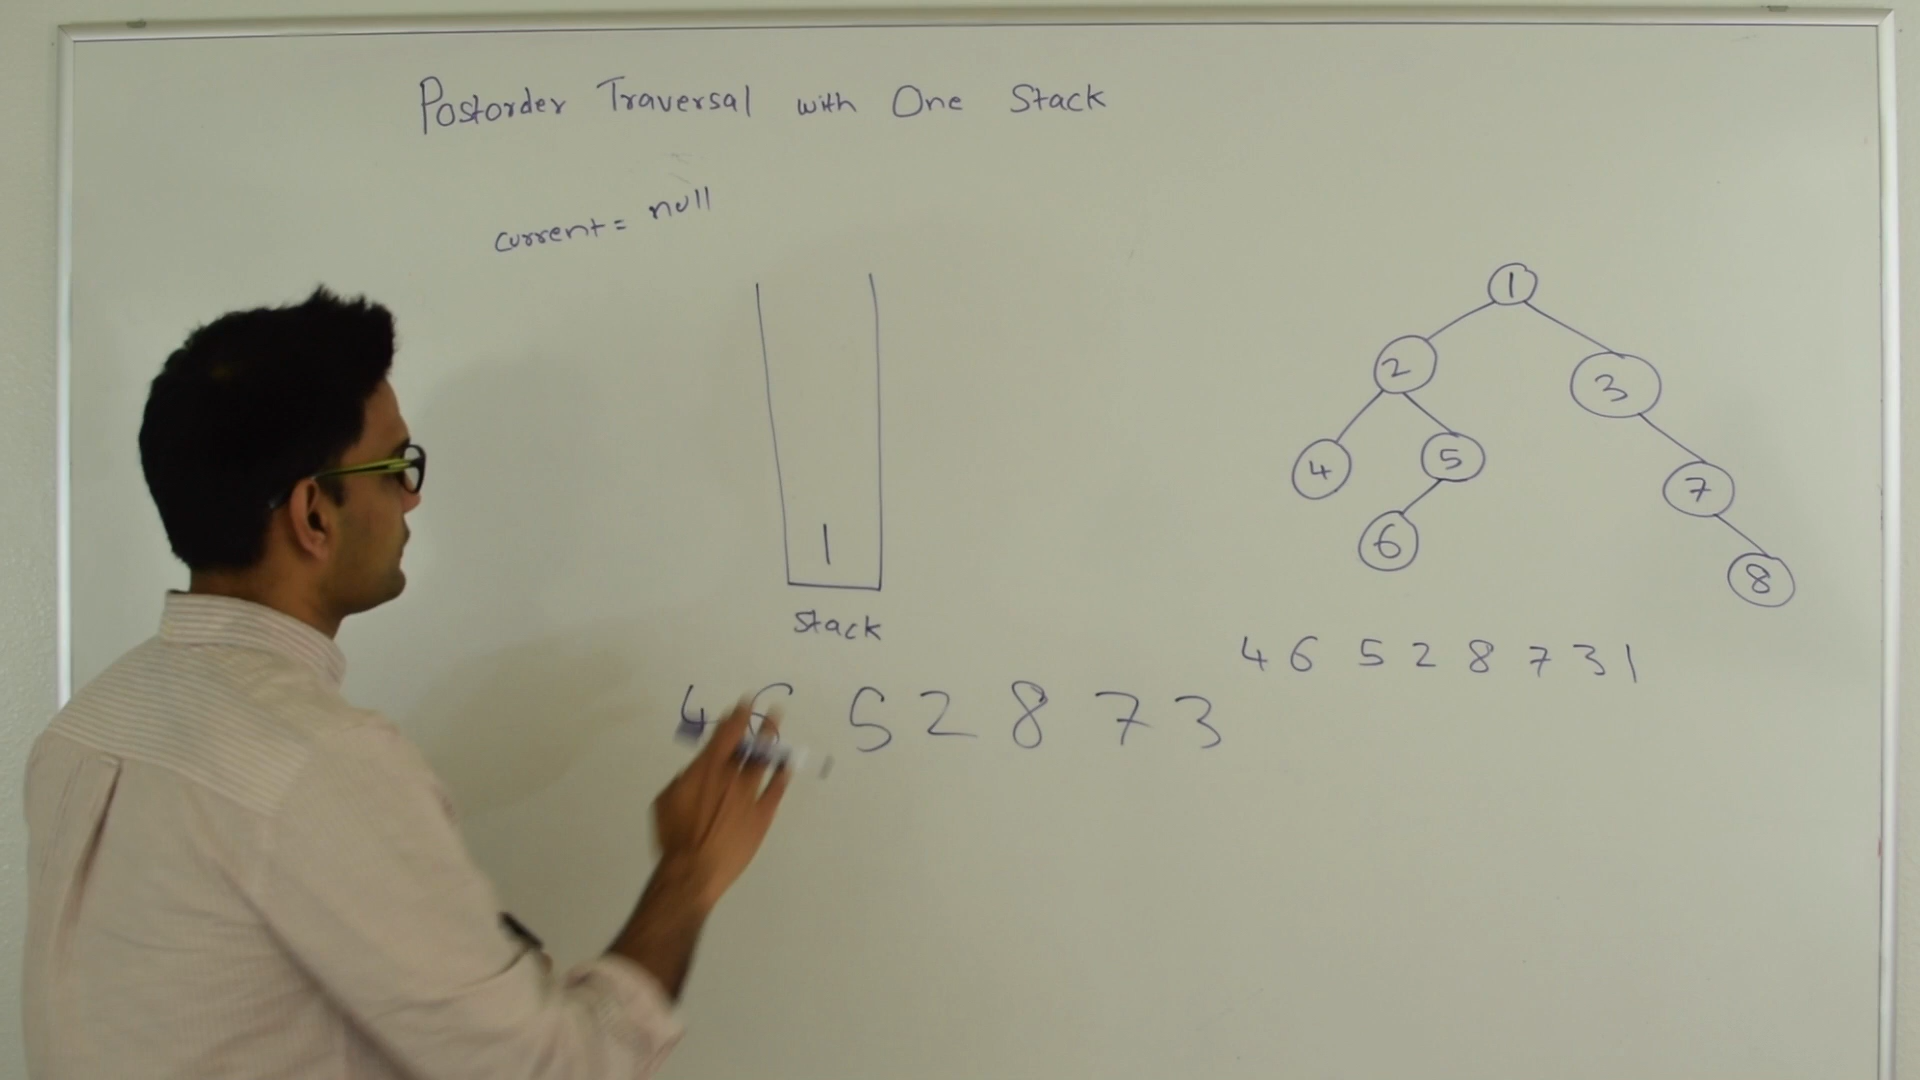 Postorder Traversal with One Stack
current = null
1
2
3
4
5
7
6
8
1
Stack
4 6 5 2 8 7 3 1
4 6 5 2 8 7 3